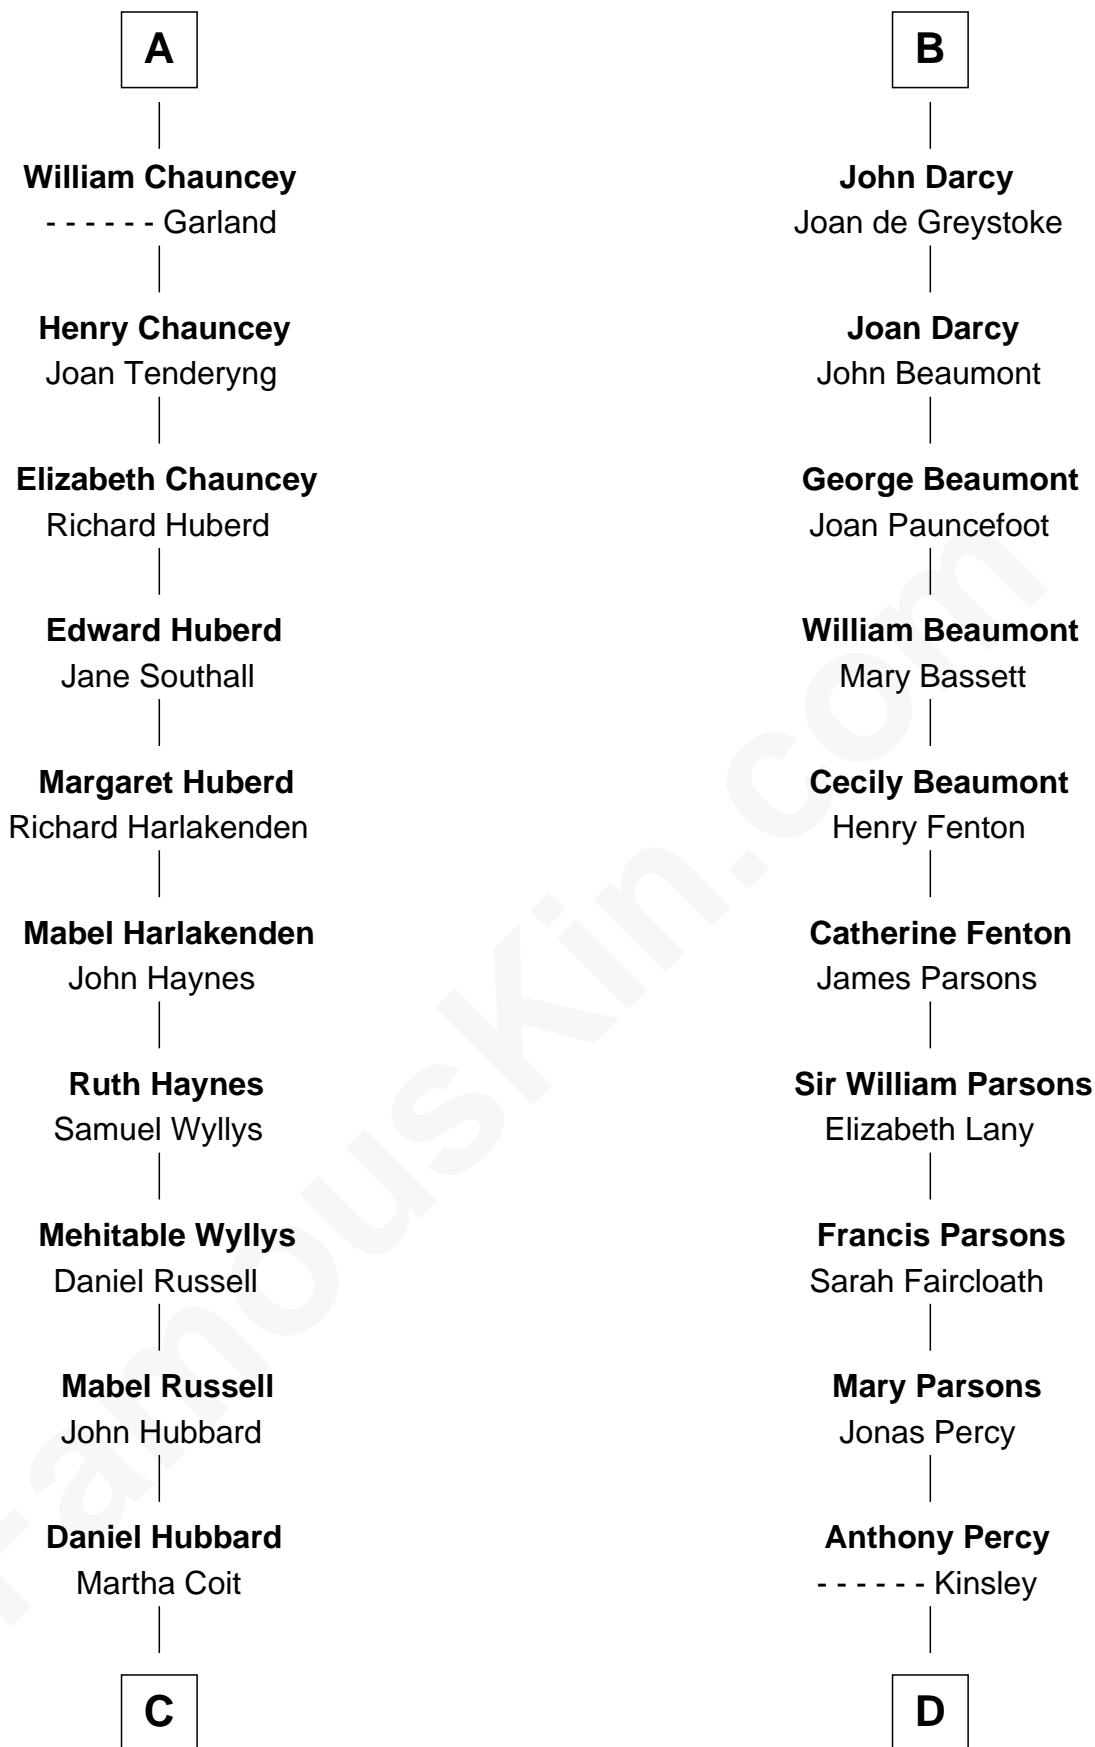 A
William Chauncey
- - - - - - Garland
Henry Chauncey
Joan Tenderyng
Elizabeth Chauncey
Richard Huberd
Edward Huberd
Jane Southall
Margaret Huberd
Richard Harlakenden
Mabel Harlakenden
John Haynes
Ruth Haynes
Samuel Wyllys
Mehitable Wyllys
Daniel Russell
Mabel Russell
John Hubbard
Daniel Hubbard
Martha Coit
C
B
John Darcy
Joan de Greystoke
Joan Darcy
John Beaumont
George Beaumont
Joan Pauncefoot
William Beaumont
Mary Bassett
Cecily Beaumont
Henry Fenton
Catherine Fenton
James Parsons
Sir William Parsons
Elizabeth Lany
Francis Parsons
Sarah Faircloath
Mary Parsons
Jonas Percy
Anthony Percy
- - - - - - Kinsley
D
FamousKin.com